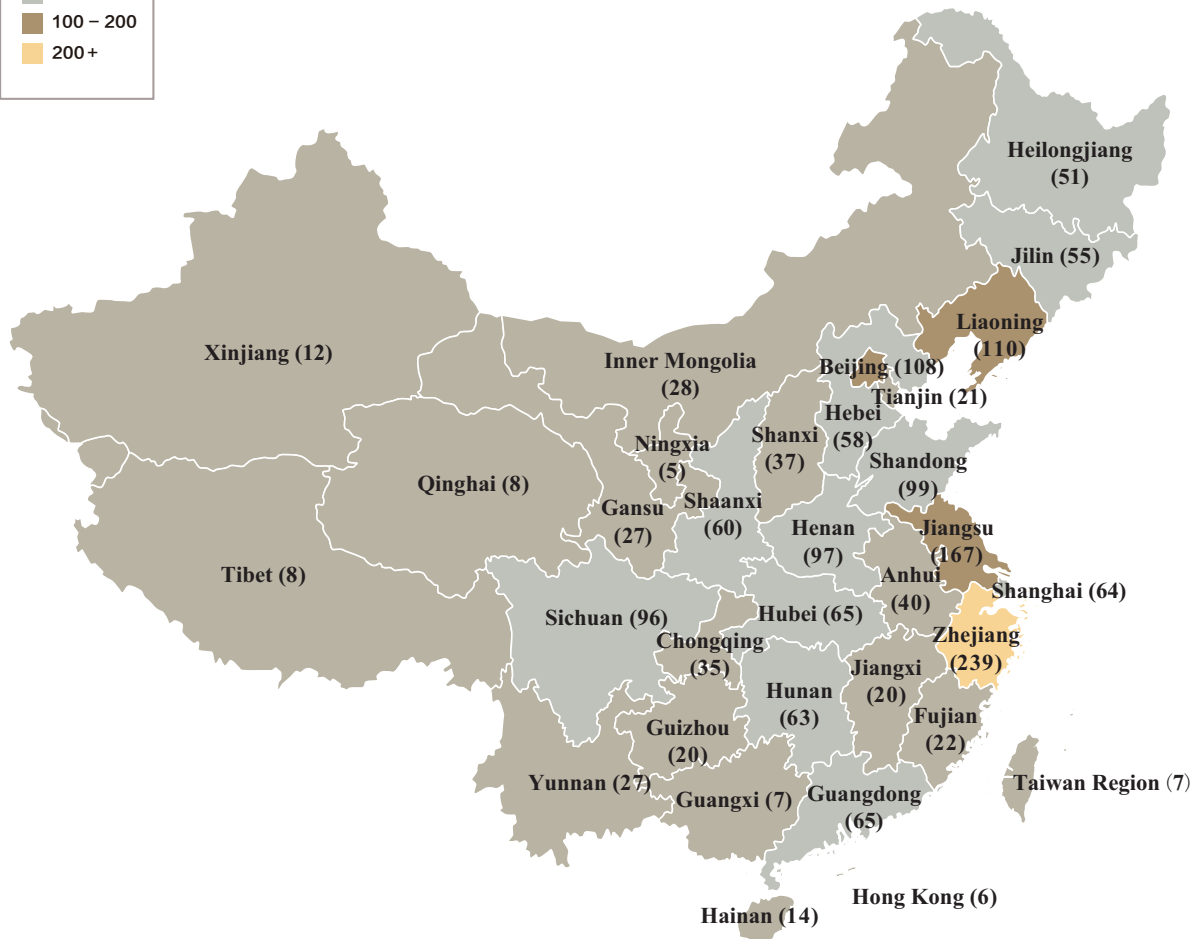 100 – 200
200+
Heilongjiang
(51)
Jilin (55)
Liaoning
(110)
Xinjiang (12)
Inner Mongolia
(28)
Beijing (108)
Tianjin (21)
Hebei
(58)
Ningxia
(5)
Shanxi
(37)
Shandong
(99)
Qinghai (8)
Gansu
(27)
Shaanxi
(60)
Henan
(97)
Jiangsu
(167)
Tibet (8)
Anhui
(40)
Shanghai (64)
Sichuan (96)
Hubei (65)
Chongqing
(35)
Zhejiang
(239)
Jiangxi
(20)
Hunan
(63)
Fujian
(22)
Guizhou
(20)
Yunnan (27)
Guangxi (7)
Guangdong
(65)
Taiwan Region (7)
Hong Kong (6)
Hainan (14)